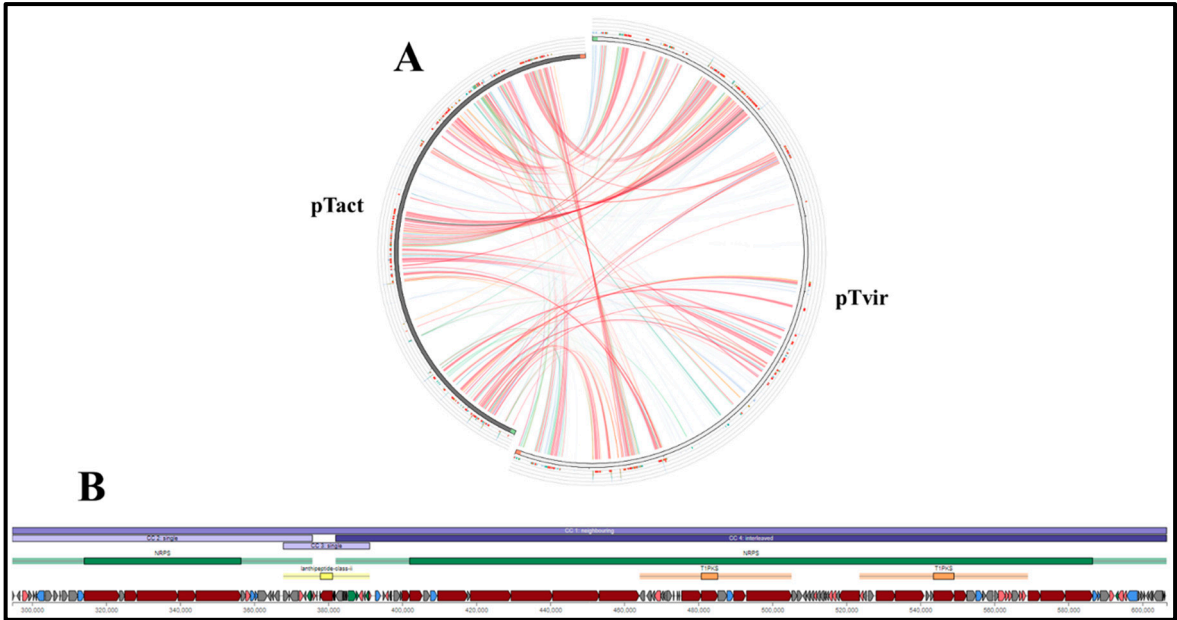 A
pTact
pTvir
B
CC 1: neighbouring
CC 2: single
CC 4: interleaved
CC 3: single
NRPS
NRPS
lanthipeptide-class-ii
T1PKS
T1PKS
300,000 320,000 340,000 360,000 380,000 400,000 420,000 440,000 460,000 480,000 500,000 520,000 540,000 560,000 580,000 600,000